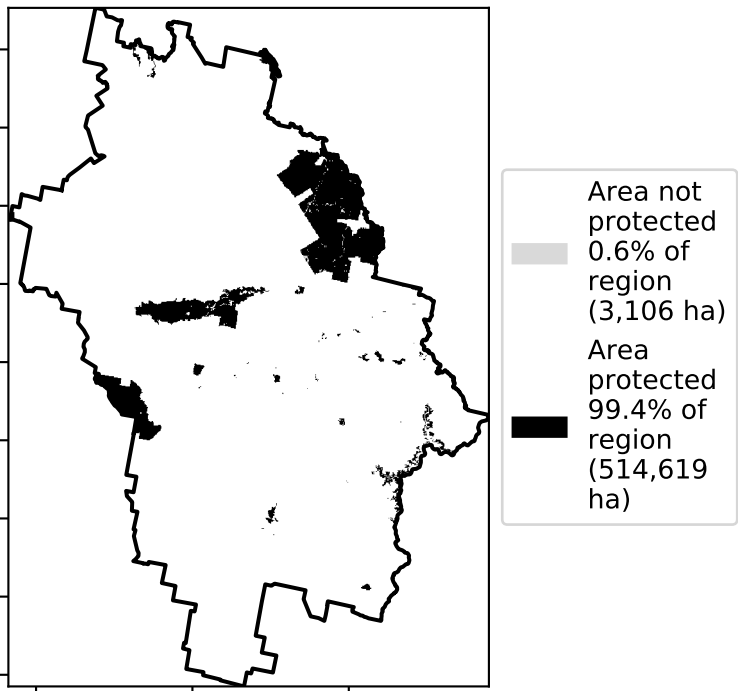 Area not
protected
0.6% of
region
(3,106 ha)
Area
protected
99.4% of
region
(514,619
ha)